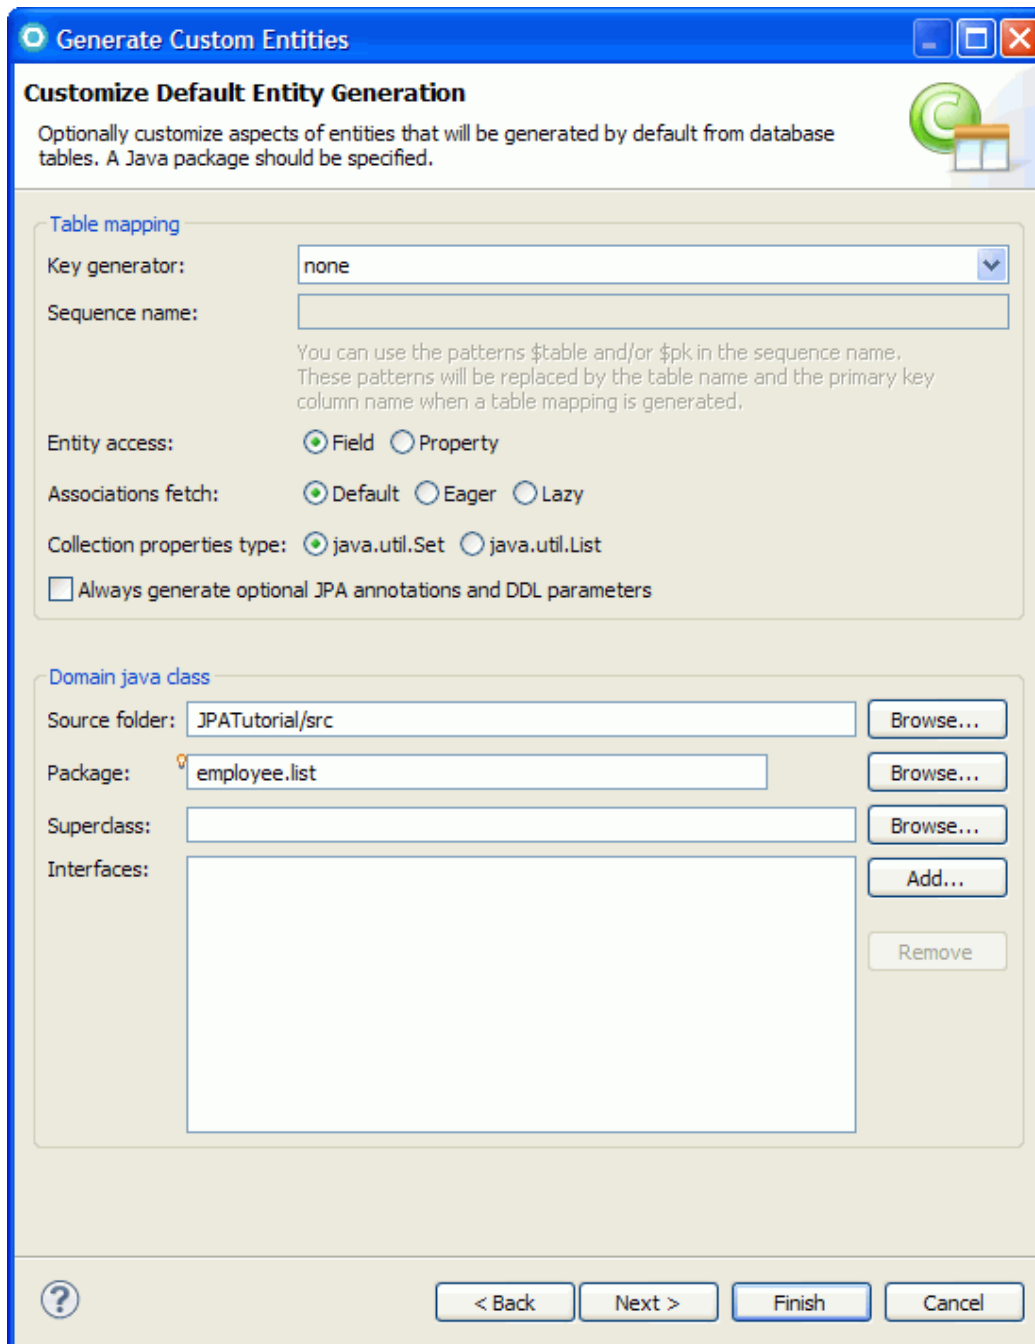 Generate Custom Entities
Customize Default Entity Generation
Optionally customize aspects of entities that will be generated by default from database
tables. A Java package should be specified.
Table mapping
Key generator: none
Sequence name:
You can use the patterns $table and/or $pk in the sequence name.
These patterns will be replaced by the table name and the primary key
column name when a table mapping is generated.
Entity access: Field Property
Associations fetch: Default Eager Lazy
Collection properties type: java.util.Set java.util.List
Always generate optional JPA annotations and DDL parameters
Domain java class
Source folder: JPATutorial/src Browse...
Package: employee.list Browse...
Superclass: Browse...
Interfaces: Add...
Remove
? < Back Next > Finish Cancel